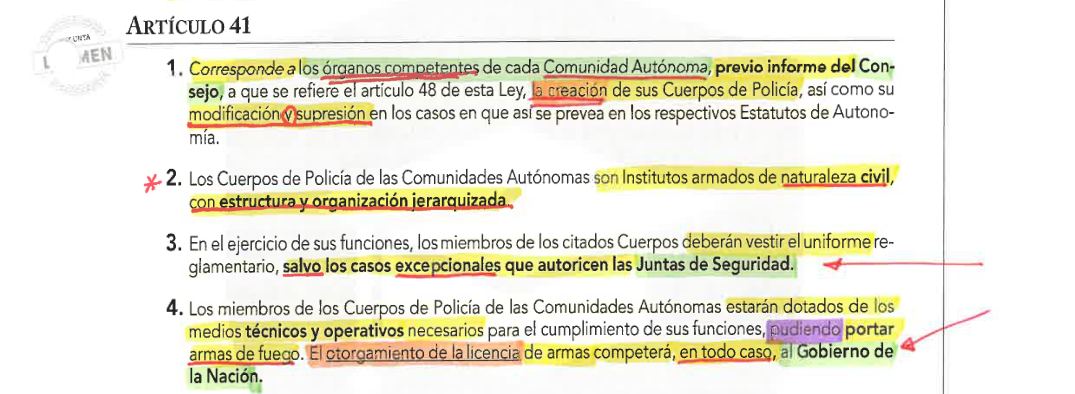 ARTÍCULO 41
1. Corresponde a los órganos competentes de cada Comunidad Autónoma, previo informe del Con-
sejo, a que se refiere el artículo 48 de esta Ley, la creación de sus Cuerpos de Policía, así como su
modificación y supresión en los casos en que así se prevea en los respectivos Estatutos de Autono-
mía.
* 2. Los Cuerpos de Policía de las Comunidades Autónomas son Institutos armados de naturaleza civil,
con estructura y organización jerarquizada.
3. En el ejercicio de sus funciones, los miembros de los citados Cuerpos deberán vestir el uniforme re-
glamentario, salvo los casos excepcionales que autoricen las Juntas de Seguridad.
4. Los miembros de los Cuerpos de Policía de las Comunidades Autónomas estarán dotados de los
medios técnicos y operativos necesarios para el cumplimiento de sus funciones, pudiendo portar
armas de fuego. El otorgamiento de la licencia de armas competerá, en todo caso, al Gobierno de
la Nación.